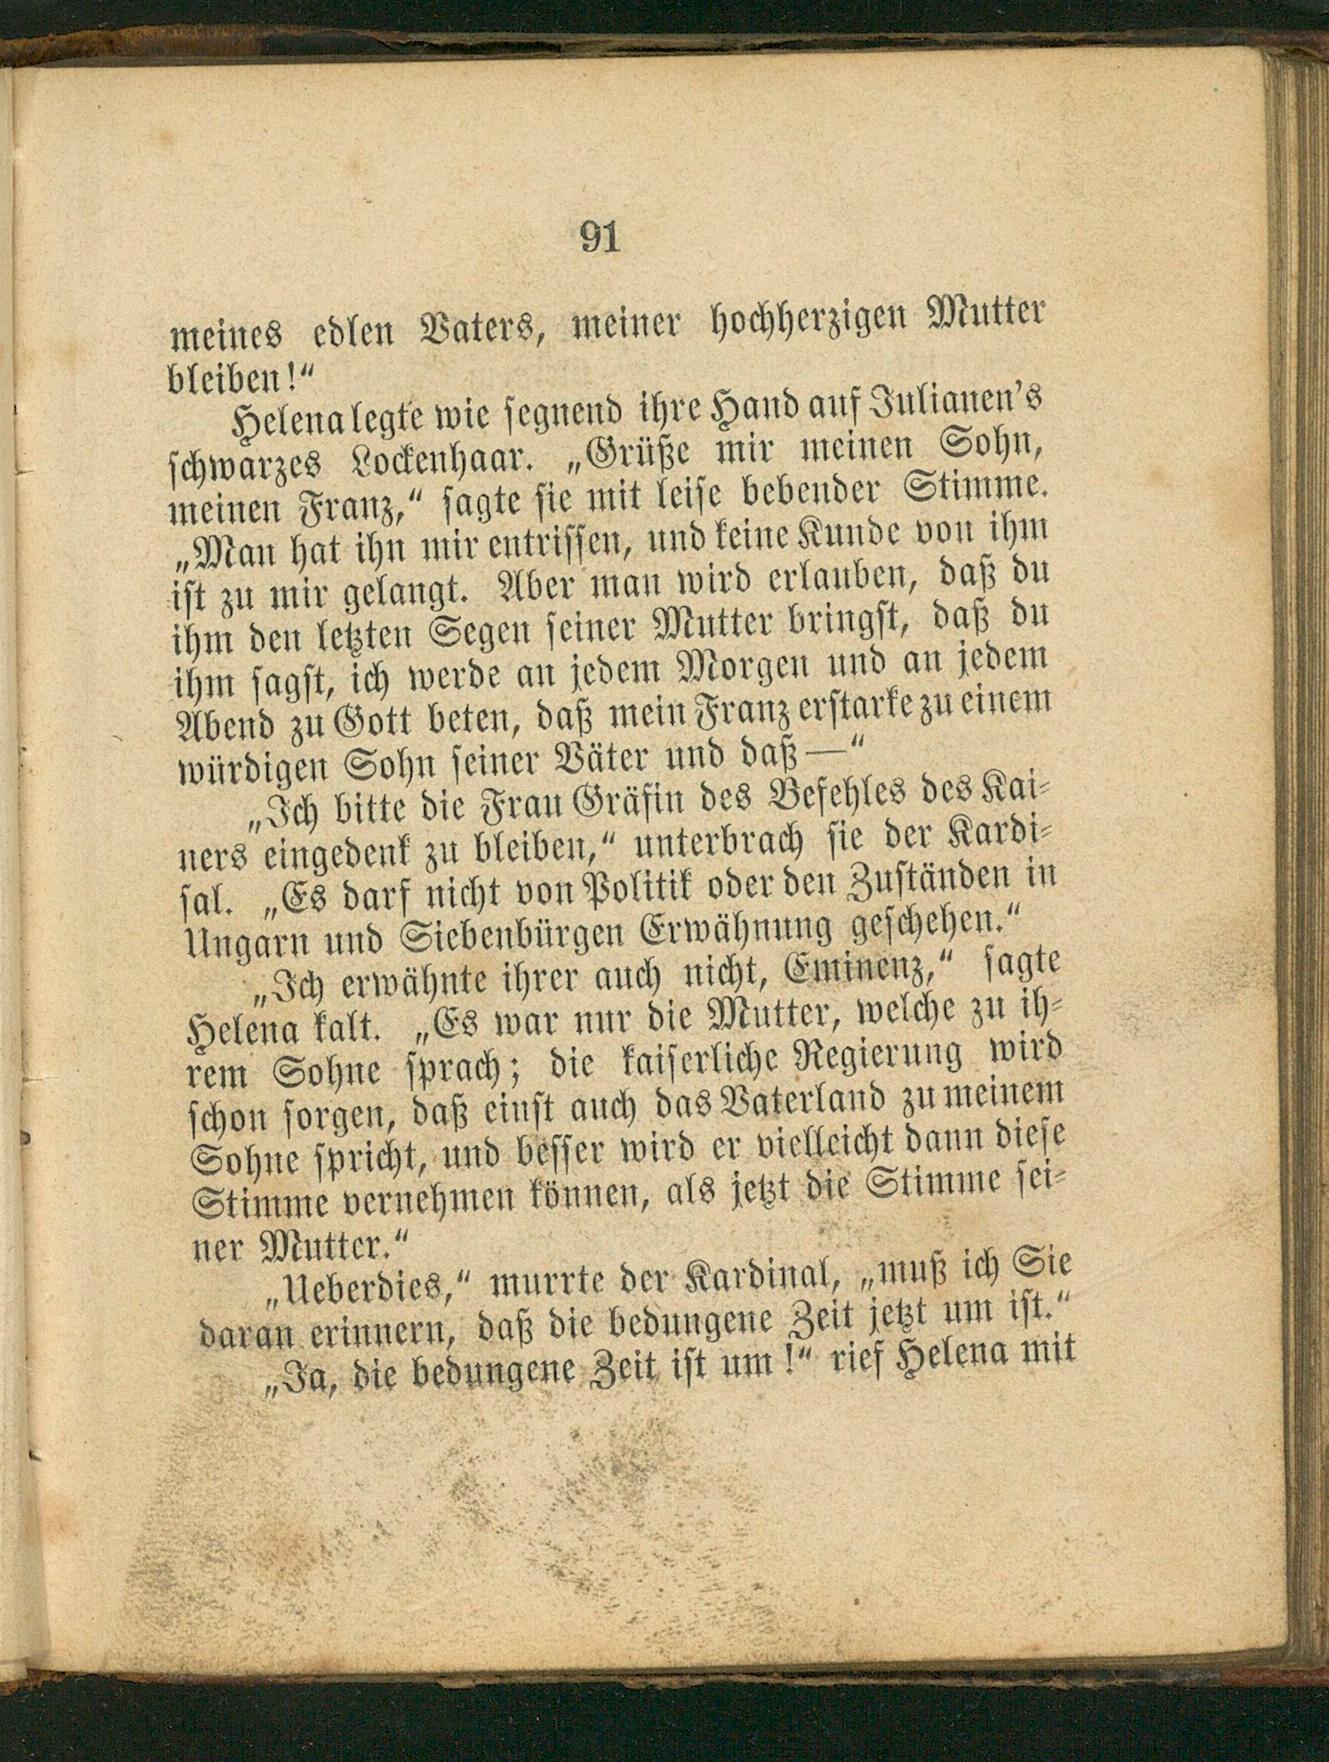 91
meines edlen Vaters, meiner hochherzigen Mutter
bleiben!“
Helena legte wie segnend ihre Hand auf Julianen's
schwarzes Lockenhaar. „Grüße mir meinen Sohn,
meinen Franz,“ sagte sie mit leise bebender Stimme.
„Man hat ihn mir entrissen, und keine Kunde von ihm
ist zu mir gelangt. Aber man wird erlauben, daß du
ihm den letzten Segen seiner Mutter bringst, daß du
ihm sagst, ich werde an jedem Morgen und an jedem
Abend zu Gott beten, daß mein Franz erstarke zu einem
würdigen Sohn seiner Väter und daß—“
„Ich bitte die Frau Gräfin des Befehles des Kai-
ners eingedenk zu bleiben,“ unterbrach sie der Kardi-
sal. „Es darf nicht von Politik oder den Zuständen in
Ungarn und Siebenbürgen Erwähnung geschehen.“
„Ich erwähnte ihrer auch nicht, Eminenz,“ sagte
Helena kalt. „Es war nur die Mutter, welche zu ih-
rem Sohne sprach; die kaiserliche Regierung wird
schon sorgen, daß einst auch das Vaterland zu meinem
Sohne spricht, und besser wird er vielleicht dann diese
Stimme vernehmen können, als jetzt die Stimme sei-
ner Mutter.“
„Ueberdies,“ murrte der Kardinal, „muß ich Sie
daran erinnern, daß die bedungene Zeit jetzt um ist.“
„Ja, die bedungene Zeit ist um!“ rief Helena mit